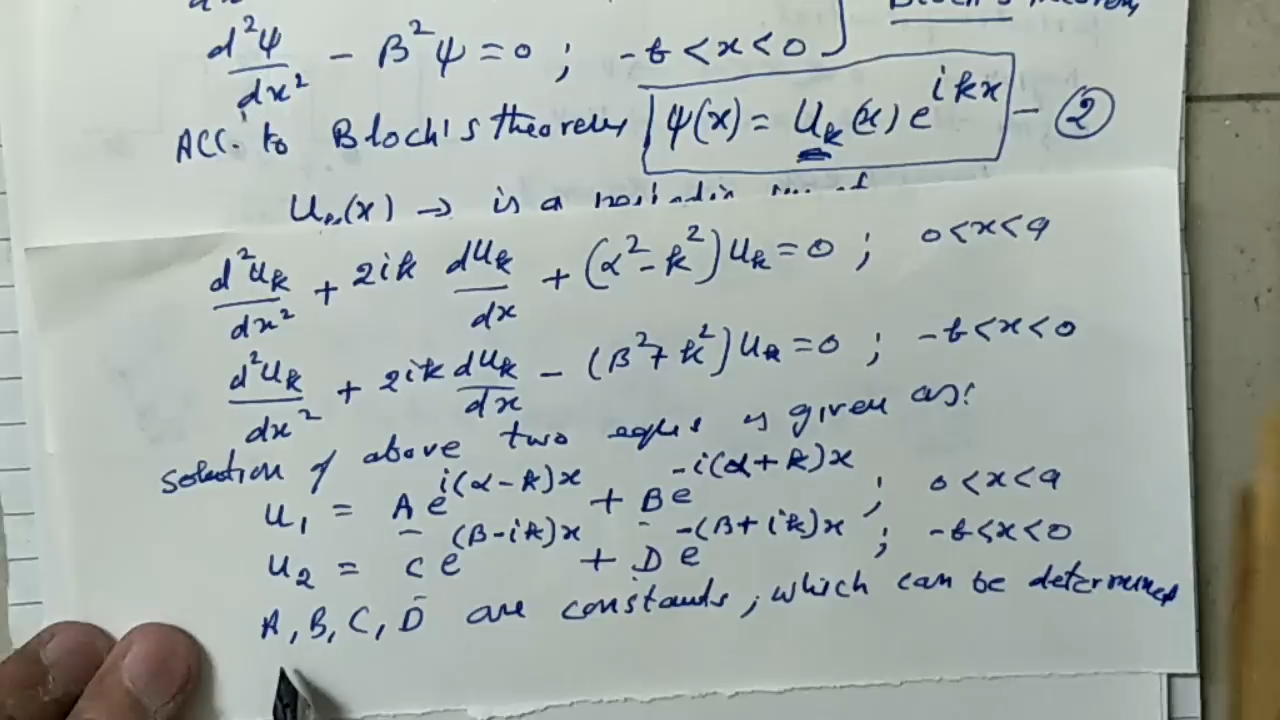 d²ψ/dx² - β²ψ = 0 ; -b < x < 0
ACC. to Bloch's theorem ψ(x) = U_k(x) e^{ikx} - ②
U_k(x) → is a
d²u_k/dx² + 2ik du_k/dx + (α² - k²) u_k = 0 ; 0 < x < a
d²u_k/dx² + 2ik du_k/dx - (β² + k²) u_k = 0 ; -b < x < 0
solution of above two eqns is given as:
u₁ = A e^{i(α-k)x} + B e^{-i(α+k)x} ; 0 < x < a
u₂ = C e^{(β-ik)x} + D e^{-(β+ik)x} ; -b < x < 0
A, B, C, D are constants, which can be determined